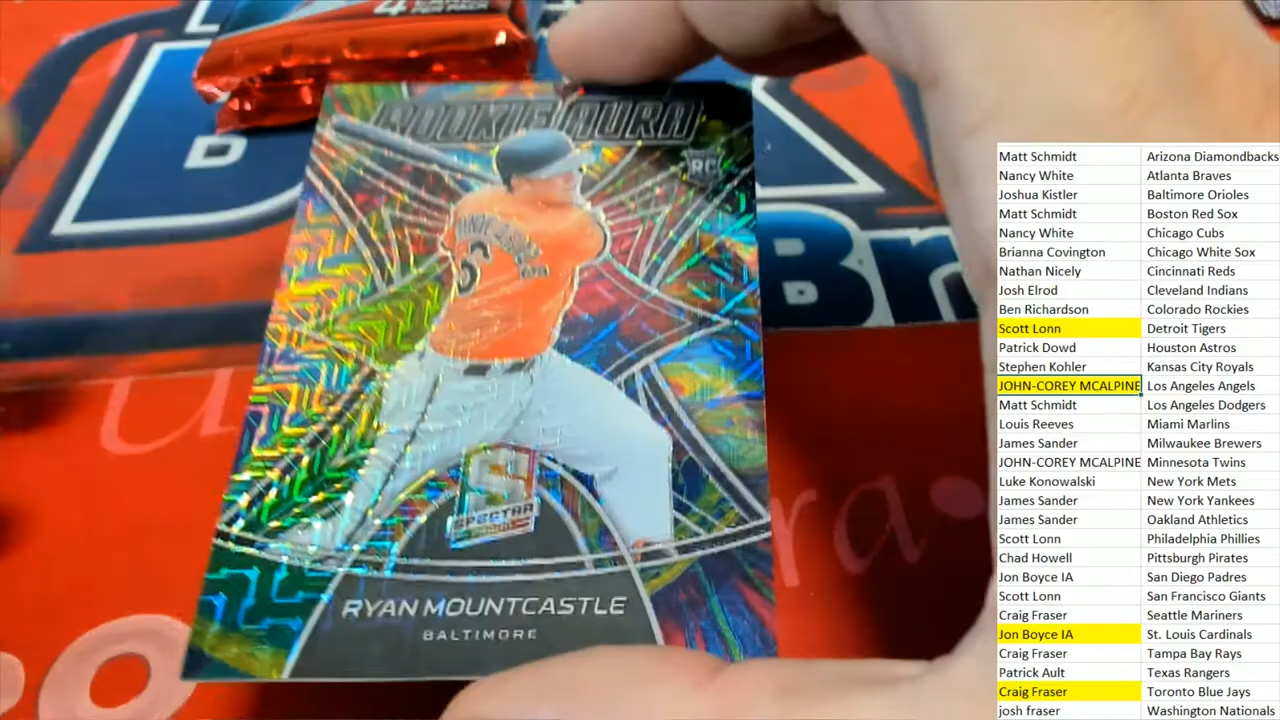 4
PER PACK
ROOKIE AURA
RC
SPECTRA
RYAN MOUNTCASTLE
BALTIMORE
D
Br
Matt Schmidt Arizona Diamondbacks
Nancy White Atlanta Braves
Joshua Kistler Baltimore Orioles
Matt Schmidt Boston Red Sox
Nancy White Chicago Cubs
Brianna Covington Chicago White Sox
Nathan Nicely Cincinnati Reds
Josh Elrod Cleveland Indians
Ben Richardson Colorado Rockies
Scott Lonn Detroit Tigers
Patrick Dowd Houston Astros
Stephen Kohler Kansas City Royals
JOHN-COREY MCALPINE Los Angeles Angels
Matt Schmidt Los Angeles Dodgers
Louis Reeves Miami Marlins
James Sander Milwaukee Brewers
JOHN-COREY MCALPINE Minnesota Twins
Luke Konowalski New York Mets
James Sander New York Yankees
James Sander Oakland Athletics
Scott Lonn Philadelphia Phillies
Chad Howell Pittsburgh Pirates
Jon Boyce IA San Diego Padres
Scott Lonn San Francisco Giants
Craig Fraser Seattle Mariners
Jon Boyce IA St. Louis Cardinals
Craig Fraser Tampa Bay Rays
Patrick Ault Texas Rangers
Craig Fraser Toronto Blue Jays
josh fraser Washington Nationals